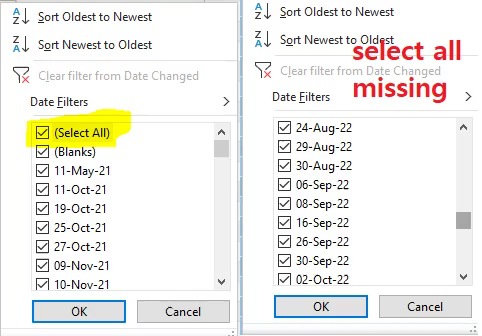 Sort Oldest to Newest
Sort Newest to Oldest
Clear filter from Date Changed
Date Filters
(Select All)
(Blanks)
11-May-21
11-Oct-21
19-Oct-21
25-Oct-21
27-Oct-21
09-Nov-21
10-Nov-21
OK Cancel
Sort Oldest to Newest
Sort Newest to Oldest
select all
Clear filter from Date Changed
Date Filters
missing
24-Aug-22
29-Aug-22
30-Aug-22
06-Sep-22
16-Sep-22
26-Sep-22
30-Sep-22
02-Oct-22
OK Cancel